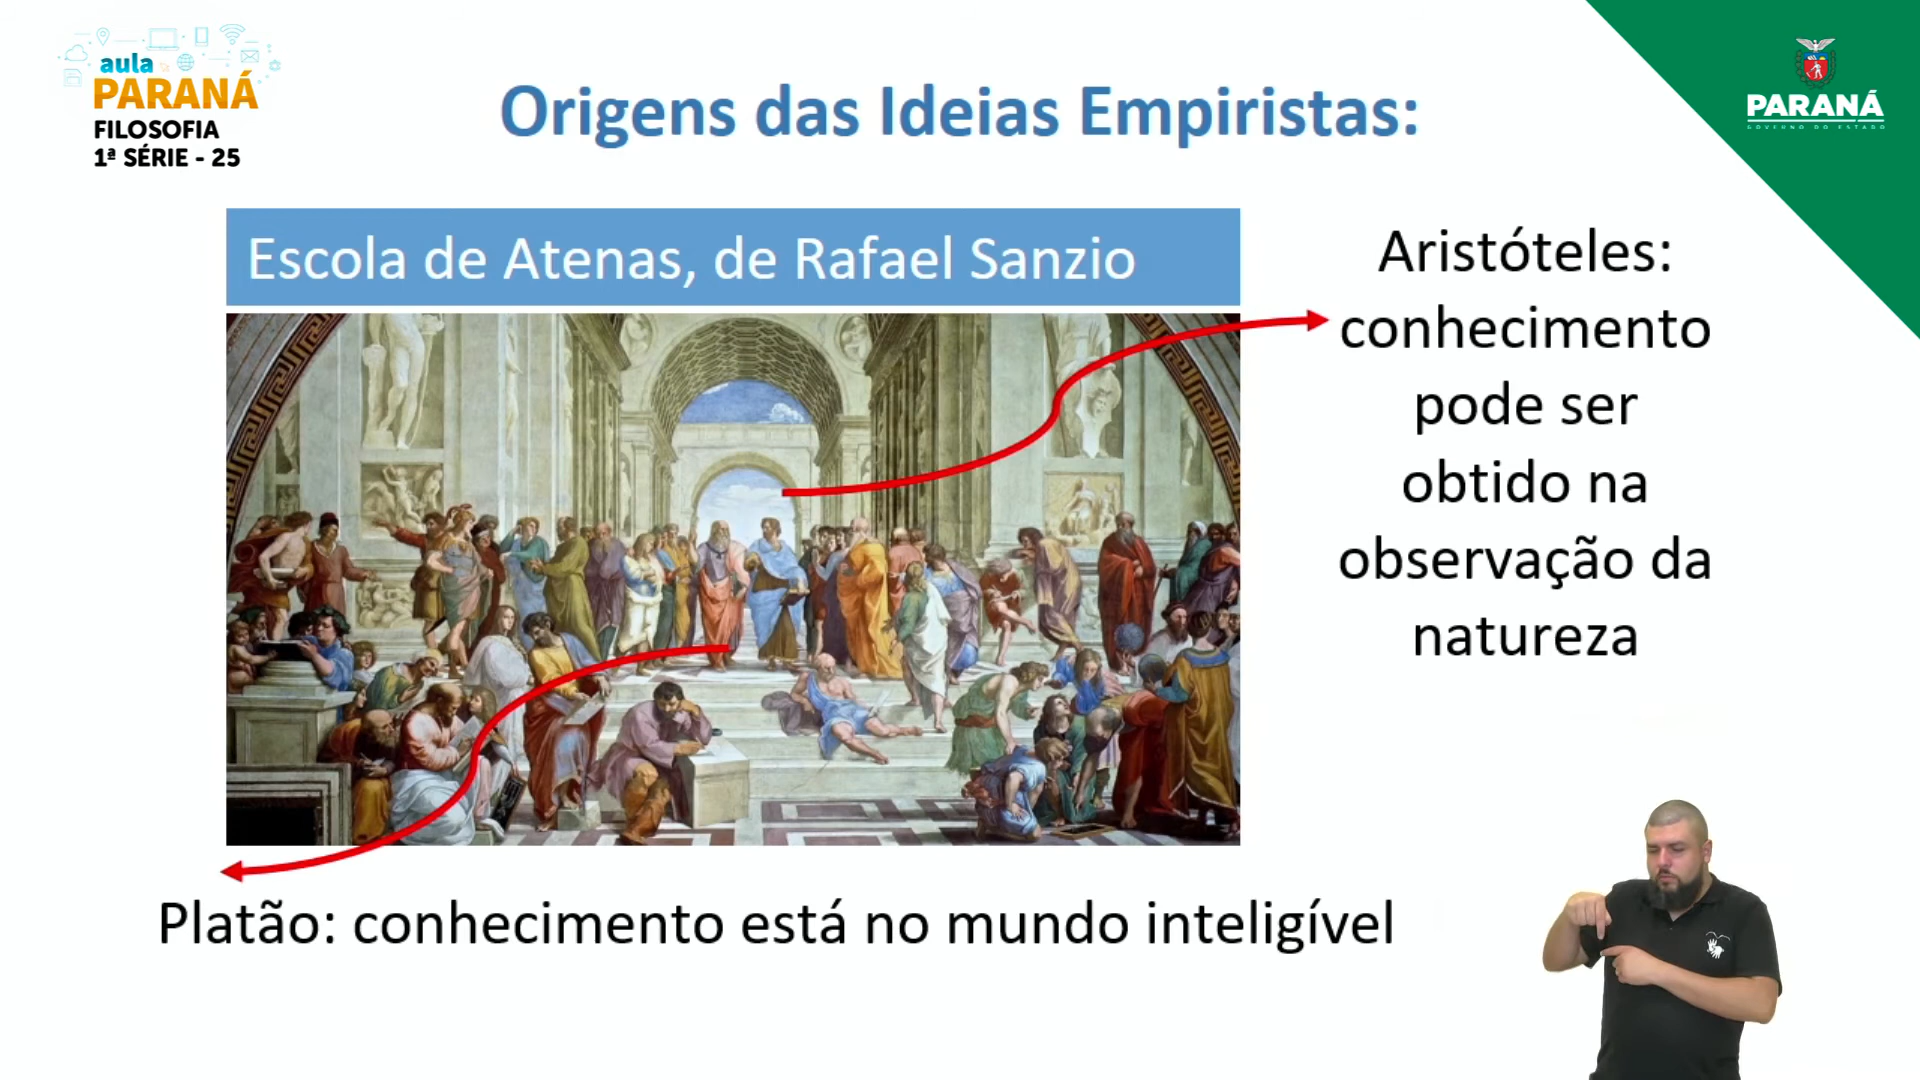 aula
PARANÁ
FILOSOFIA
1ª SÉRIE - 25
Origens das Ideias Empiristas:
PARANÁ
GOVERNO DO ESTADO
Escola de Atenas, de Rafael Sanzio
Aristóteles:
conhecimento
pode ser
obtido na
observação da
natureza
Platão: conhecimento está no mundo inteligível